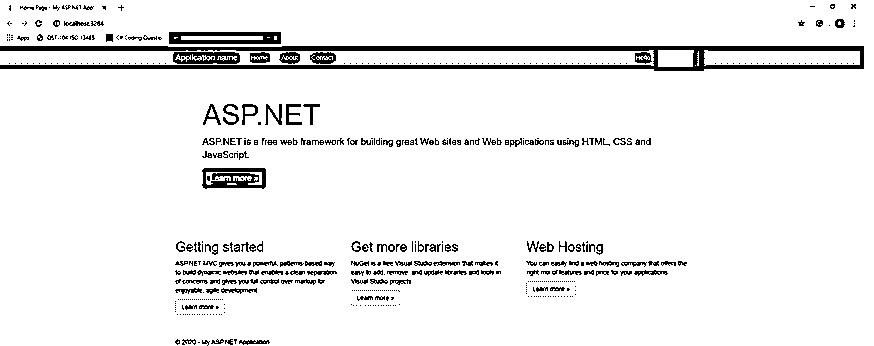 Home Page - My ASP.NET Appl
localhost:3284
Apps
C# Coding Questio
Application name Home About Contact Hello
ASP.NET
ASP.NET is a free web framework for building great Web sites and Web applications using HTML, CSS and
JavaScript.
Learn more »
Getting started
ASP.NET MVC gives you a powerful, patterns-based way
to build dynamic websites that enables a clean separation
of concerns and gives you full control over markup for
enjoyable, agile development.
Learn more »
Get more libraries
NuGet is a free Visual Studio extension that makes it
easy to add, remove, and update libraries and tools in
Visual Studio projects.
Learn more »
Web Hosting
You can easily find a web hosting company that offers the
right mix of features and price for your applications.
Learn more »
© 2020 - My ASP.NET Application